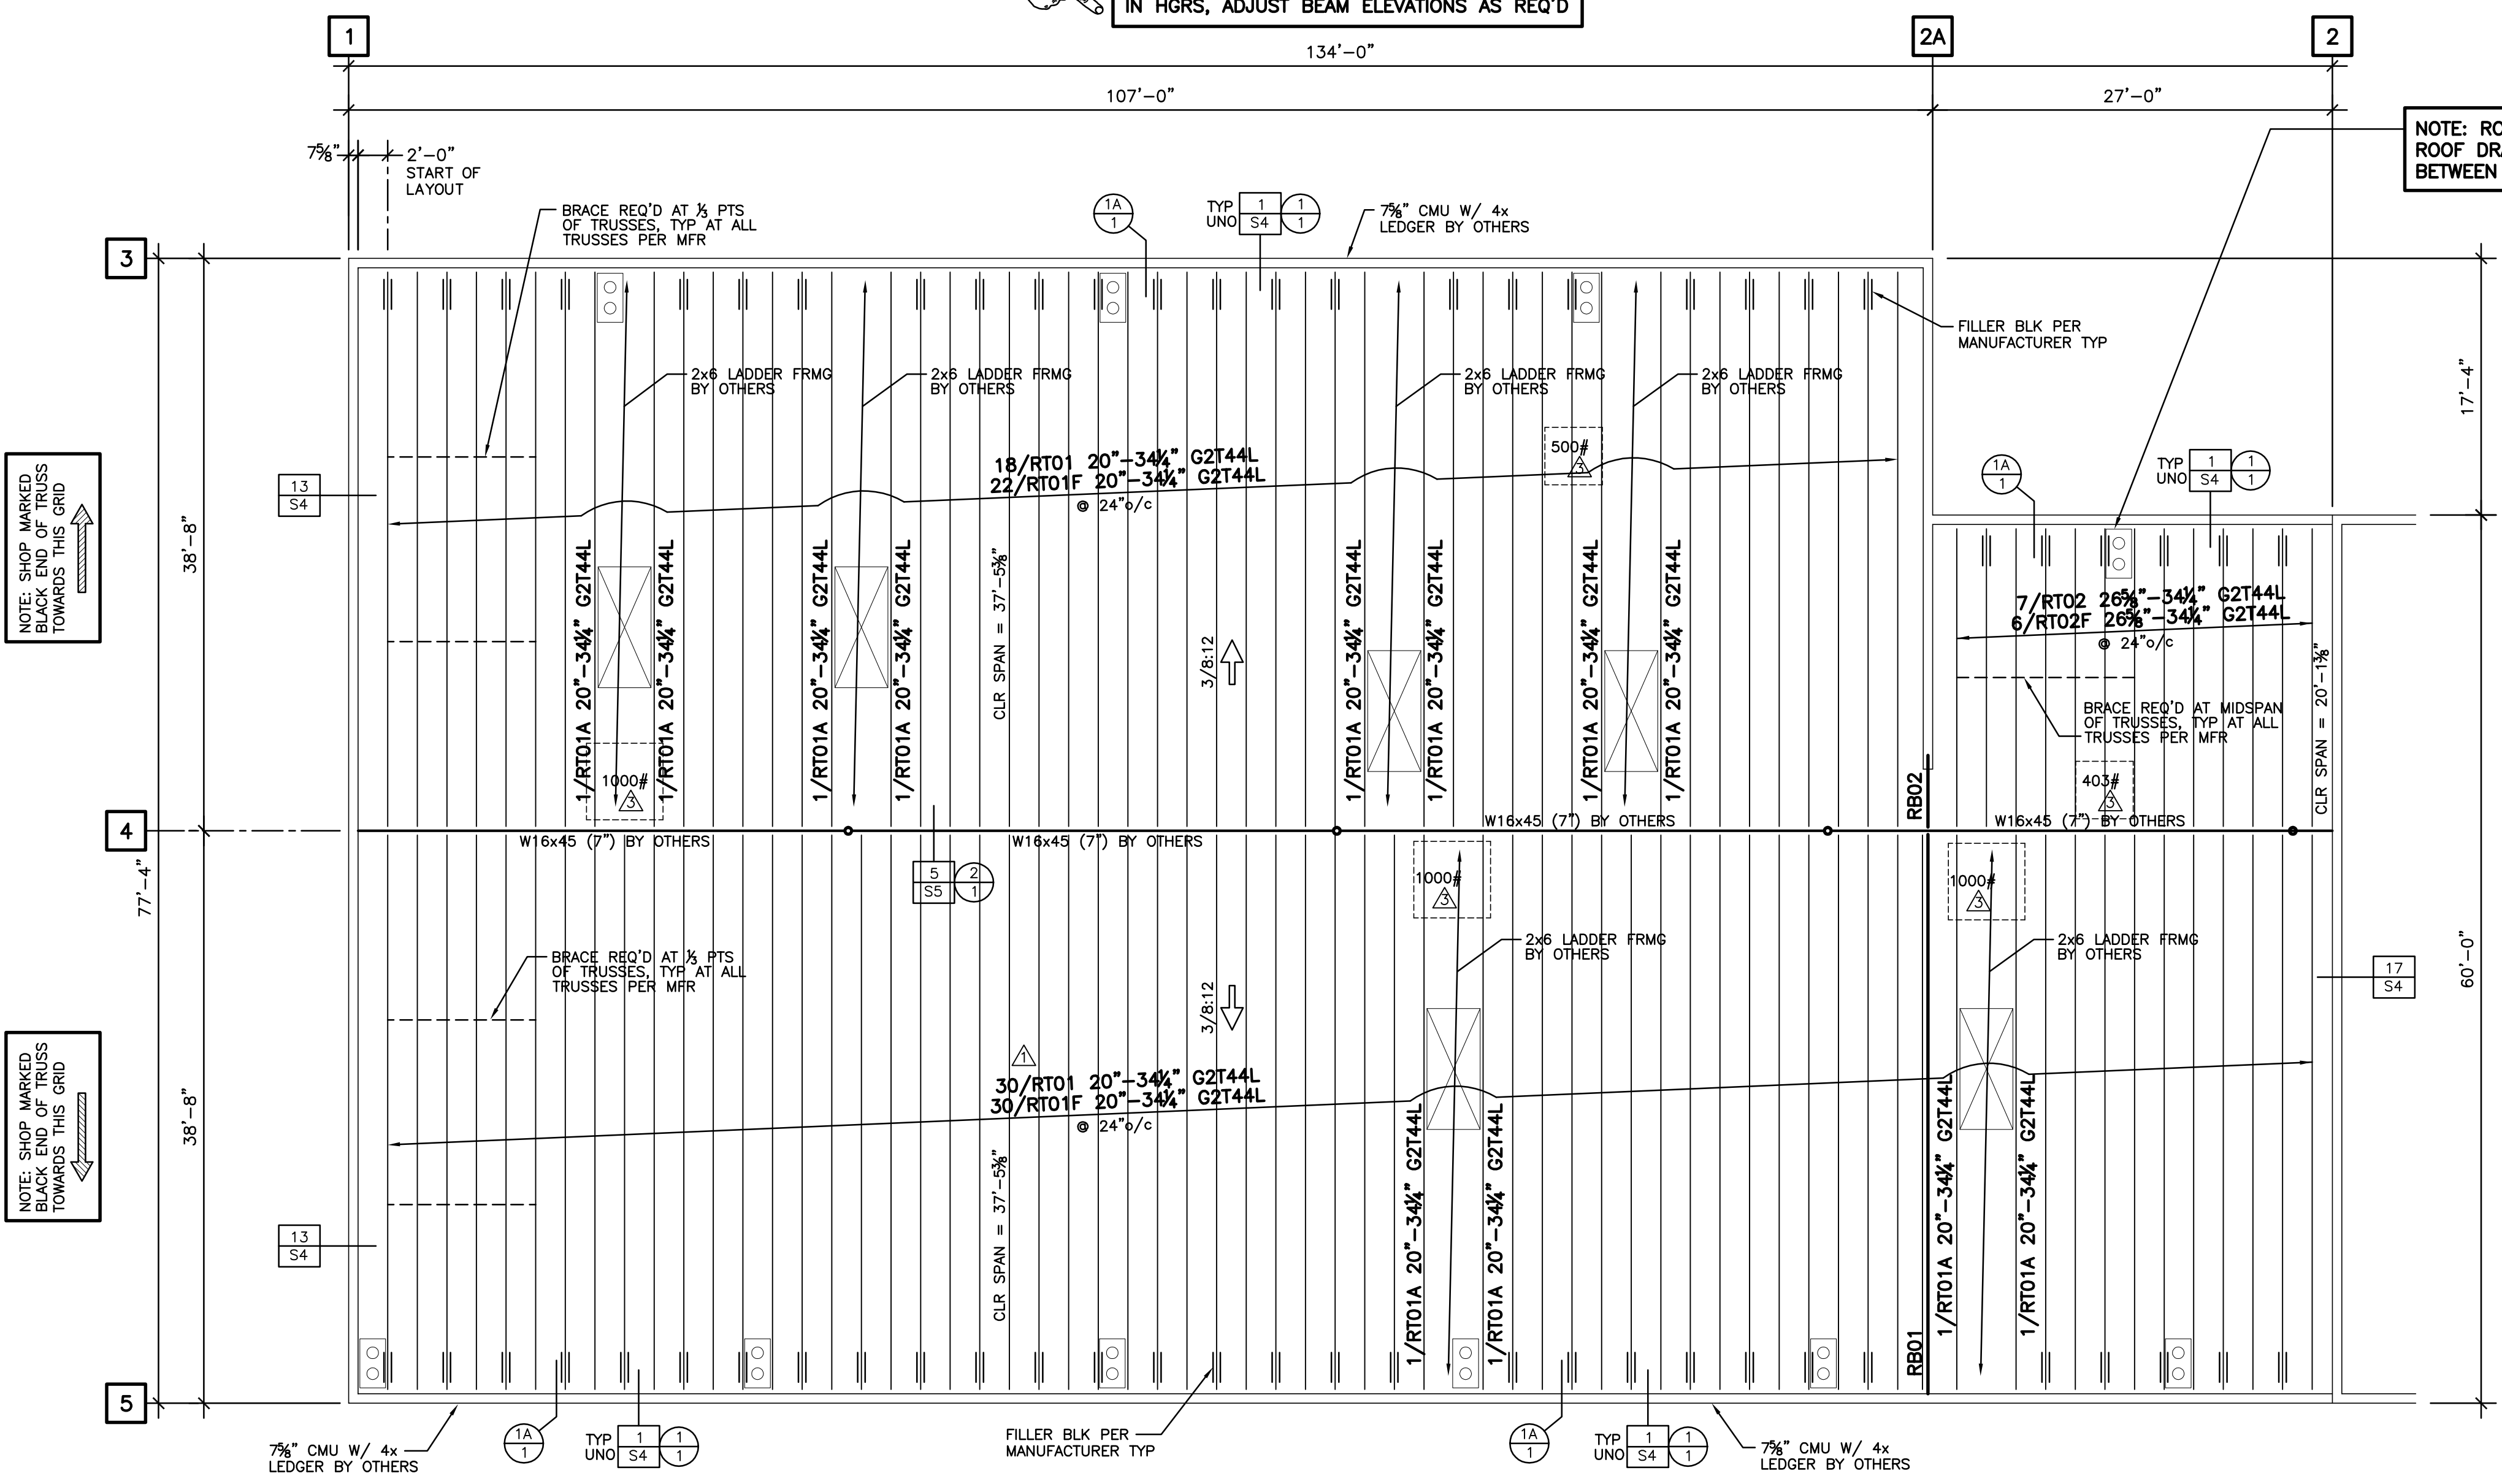 IN HGRS, ADJUST BEAM ELEVATIONS AS REQ'D
1
2A
2
134'-0"
107'-0"
27'-0"
7⅝"
2'-0"
START OF
LAYOUT
NOTE: RO
ROOF DRA
BETWEEN
BRACE REQ'D AT ⅓ PTS
OF TRUSSES, TYP AT ALL
TRUSSES PER MFR
1A
1
TYP
UNO
1
S4
1
1
7⅝" CMU W/ 4x
LEDGER BY OTHERS
3
FILLER BLK PER
MANUFACTURER TYP
17'-4"
2x6 LADDER FRMG
BY OTHERS
2x6 LADDER FRMG
BY OTHERS
2x6 LADDER FRMG
BY OTHERS
2x6 LADDER FRMG
BY OTHERS
NOTE: SHOP MARKED
BLACK END OF TRUSS
TOWARDS THIS GRID
38'-8"
13
S4
18/RT01 20"-34¼" G2T44L
22/RT01F 20"-34¼" G2T44L
@ 24"o/c
500#
3
1A
1
TYP
UNO
1
S4
1
1
1/RT01A 20"-34¼" G2T44L
1/RT01A 20"-34¼" G2T44L
1/RT01A 20"-34¼" G2T44L
1/RT01A 20"-34¼" G2T44L
CLR SPAN = 37'-5⅜"
3/8:12
1/RT01A 20"-34¼" G2T44L
1/RT01A 20"-34¼" G2T44L
1/RT01A 20"-34¼" G2T44L
1/RT01A 20"-34¼" G2T44L
7/RT02 26⅝"-34¼" G2T44L
6/RT02F 26⅝"-34¼" G2T44L
@ 24"o/c
CLR SPAN = 20'-1⅜"
BRACE REQ'D AT MIDSPAN
OF TRUSSES, TYP AT ALL
TRUSSES PER MFR
1000#
3
RB02
403#
3
4
77'-4"
W16x45 (7") BY OTHERS
W16x45 (7") BY OTHERS
W16x45 (7") BY OTHERS
W16x45 (7") BY OTHERS
5
S5
2
1
1000#
3
1000#
3
2x6 LADDER FRMG
BY OTHERS
2x6 LADDER FRMG
BY OTHERS
BRACE REQ'D AT ⅓ PTS
OF TRUSSES, TYP AT ALL
TRUSSES PER MFR
3/8:12
17
S4
60'-0"
NOTE: SHOP MARKED
BLACK END OF TRUSS
TOWARDS THIS GRID
38'-8"
1
30/RT01 20"-34¼" G2T44L
30/RT01F 20"-34¼" G2T44L
@ 24"o/c
CLR SPAN = 37'-5⅜"
1/RT01A 20"-34¼" G2T44L
1/RT01A 20"-34¼" G2T44L
1/RT01A 20"-34¼" G2T44L
1/RT01A 20"-34¼" G2T44L
13
S4
RB01
5
7⅝" CMU W/ 4x
LEDGER BY OTHERS
1A
1
TYP
UNO
1
S4
1
1
FILLER BLK PER
MANUFACTURER TYP
1A
1
TYP
UNO
1
S4
1
1
7⅝" CMU W/ 4x
LEDGER BY OTHERS